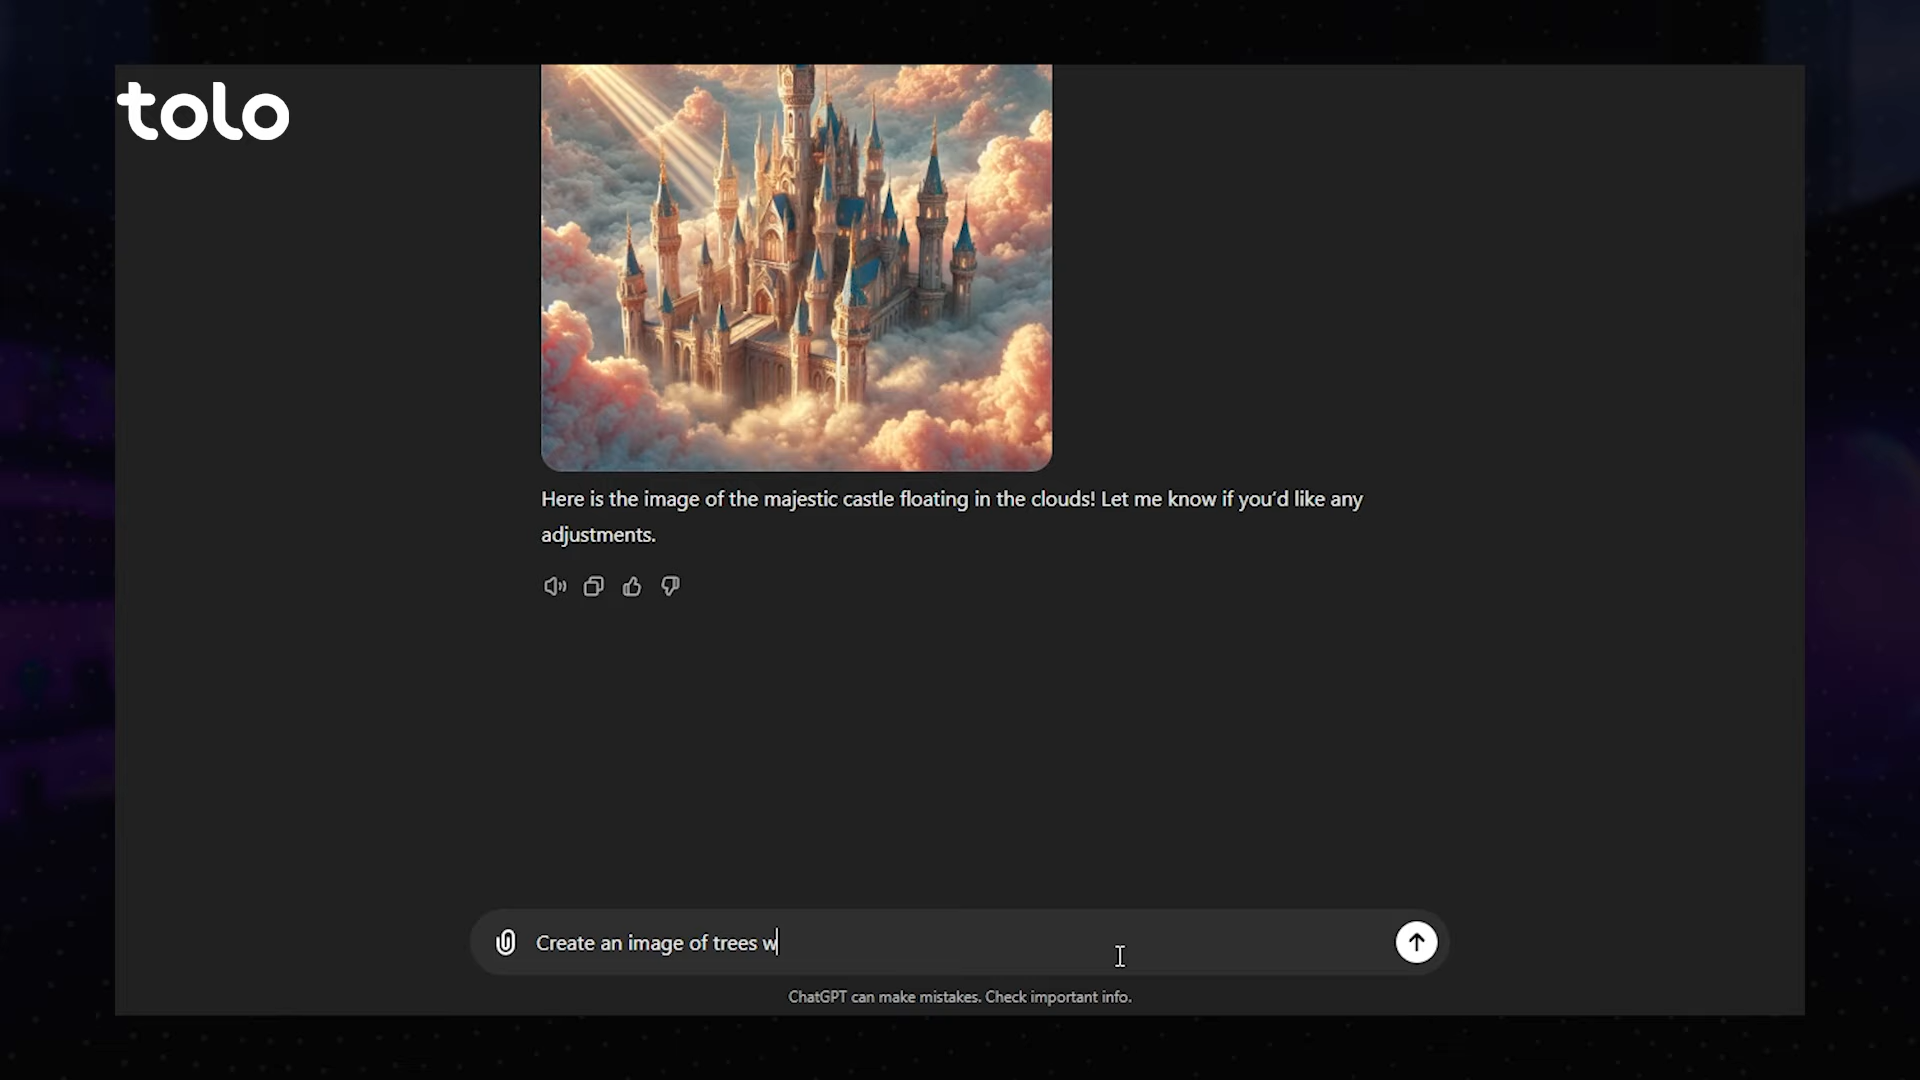 tolo
Here is the image of the majestic castle floating in the clouds! Let me know if you'd like any
adjustments.
Create an image of trees w
ChatGPT can make mistakes. Check important info.